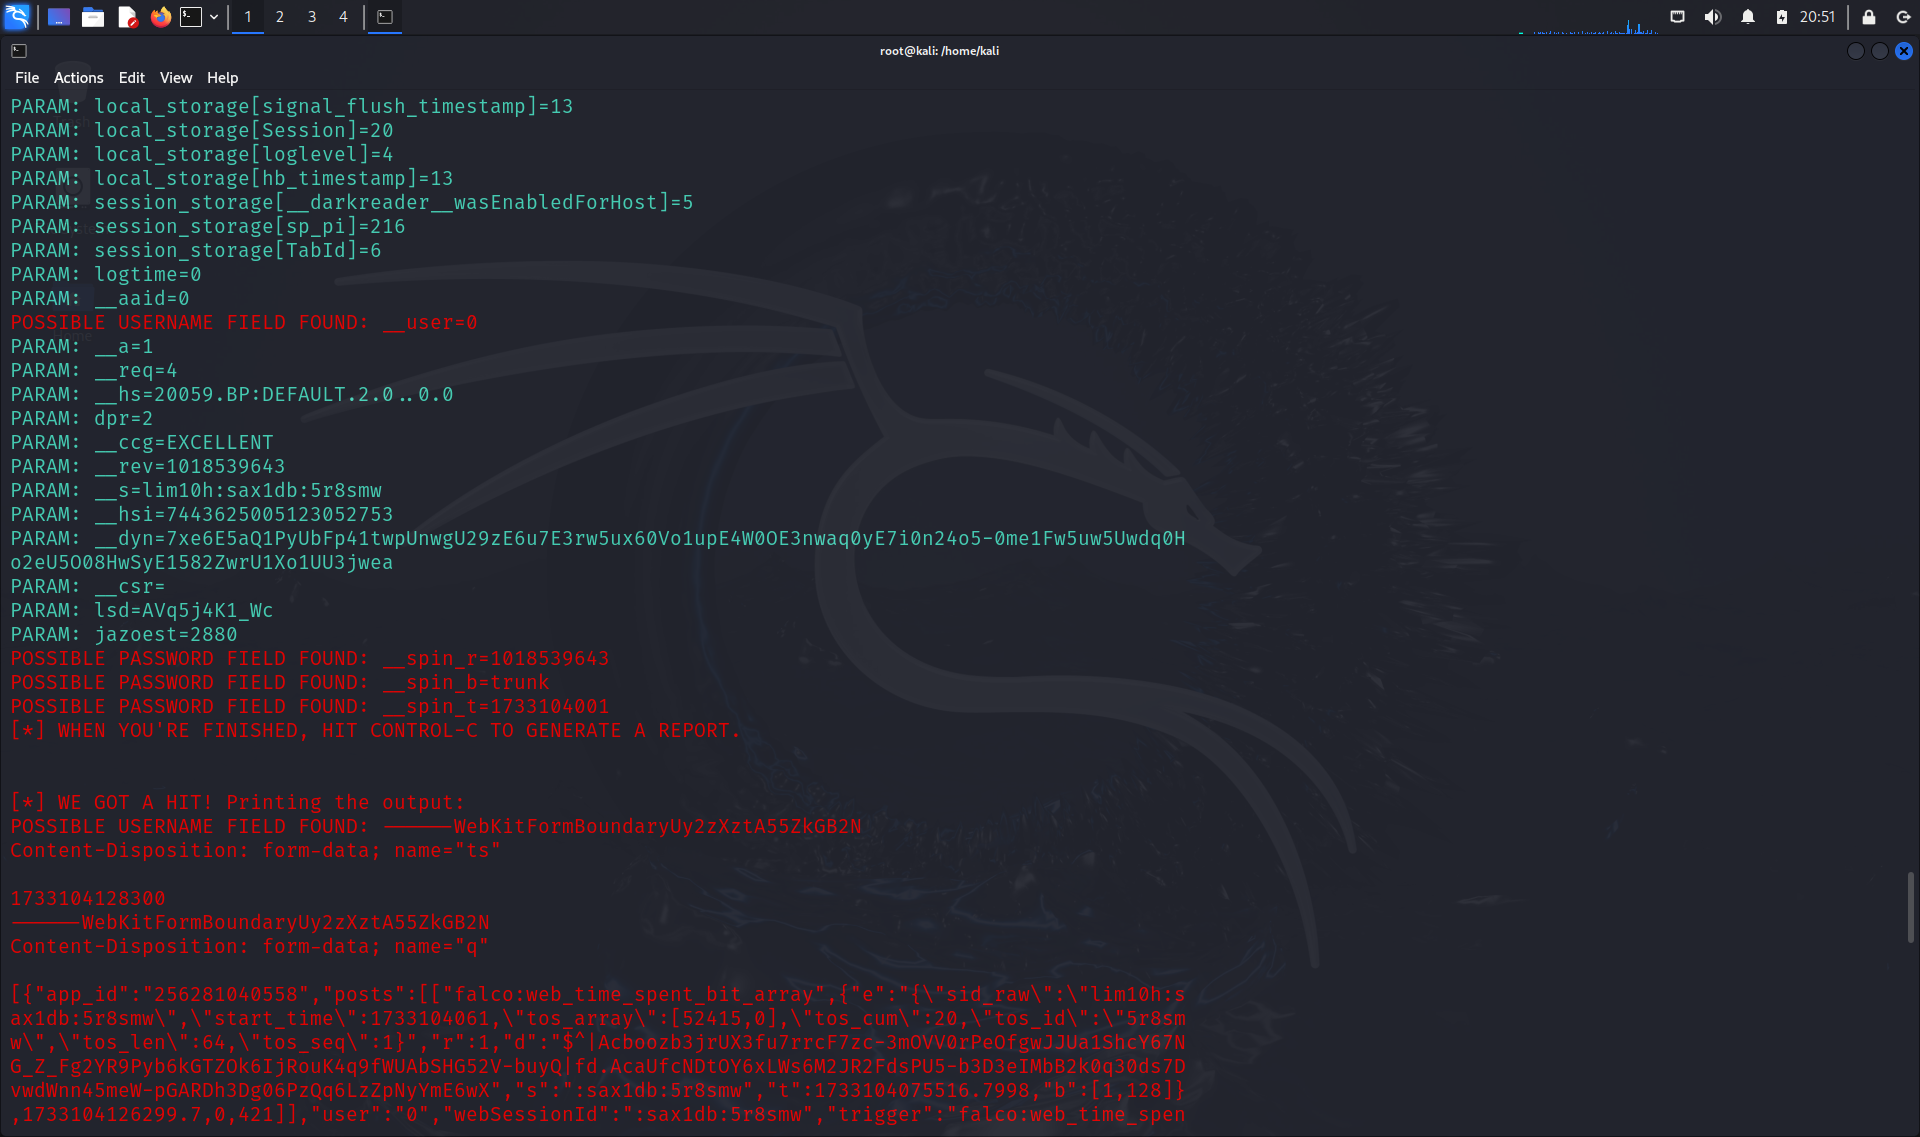 1 2 3 4 20:51
root@kali: /home/kali
File Actions Edit View Help
PARAM: local_storage[signal_flush_timestamp]=13
PARAM: local_storage[Session]=20
PARAM: local_storage[loglevel]=4
PARAM: local_storage[hb_timestamp]=13
PARAM: session_storage[__darkreader__wasEnabledForHost]=5
PARAM: session_storage[sp_pi]=216
PARAM: session_storage[TabId]=6
PARAM: logtime=0
PARAM: __aaid=0
POSSIBLE USERNAME FIELD FOUND: __user=0
PARAM: __a=1
PARAM: __req=4
PARAM: __hs=20059.BP:DEFAULT.2.0..0.0
PARAM: dpr=2
PARAM: __ccg=EXCELLENT
PARAM: __rev=1018539643
PARAM: __s=lim10h:sax1db:5r8smw
PARAM: __hsi=7443625005123052753
PARAM: __dyn=7xe6E5aQ1PyUbFp41twpUnwgU29zE6u7E3rw5ux60Vo1upE4W0OE3nwaq0yE7i0n24o5-0me1Fw5uw5Uwdq0H
o2eU5O08HwSyE1582ZwrU1Xo1UU3jwea
PARAM: __csr=
PARAM: lsd=AVq5j4K1_Wc
PARAM: jazoest=2880
POSSIBLE PASSWORD FIELD FOUND: __spin_r=1018539643
POSSIBLE PASSWORD FIELD FOUND: __spin_b=trunk
POSSIBLE PASSWORD FIELD FOUND: __spin_t=1733104001
[*] WHEN YOU'RE FINISHED, HIT CONTROL-C TO GENERATE A REPORT.
[*] WE GOT A HIT! Printing the output:
POSSIBLE USERNAME FIELD FOUND: ------WebKitFormBoundaryUy2zXztA55ZkGB2N
Content-Disposition: form-data; name="ts"
1733104128300
------WebKitFormBoundaryUy2zXztA55ZkGB2N
Content-Disposition: form-data; name="q"
[{"app_id":"256281040558","posts":[["falco:web_time_spent_bit_array",{"e":"{\"sid_raw\":\"lim10h:s
ax1db:5r8smw\",\"start_time\":1733104061,\"tos_array\":[52415,0],\"tos_cum\":20,\"tos_id\":\"5r8sm
w\",\"tos_len\":64,\"tos_seq\":1}","r":1,"d":"$^|Acboozb3jrUX3fu7rrcF7zc-3mOVV0rPeOfgwJJUa1ShcY67N
G_Z_Fg2YR9Pyb6kGTZOk6IjRouK4q9fWUAbSHG52V-buyQ|fd.AcaUfcNDtOY6xLWs6M2JR2FdsPU5-b3D3eIMbB2k0q30ds7D
vwdWnn45meW-pGARDh3Dg06PzQq6LzZpNyYmE6wX","s":":sax1db:5r8smw","t":1733104075516.7998,"b":[1,128]}
,1733104126299.7,0,421]],"user":"0","webSessionId":":sax1db:5r8smw","trigger":"falco:web_time_spen